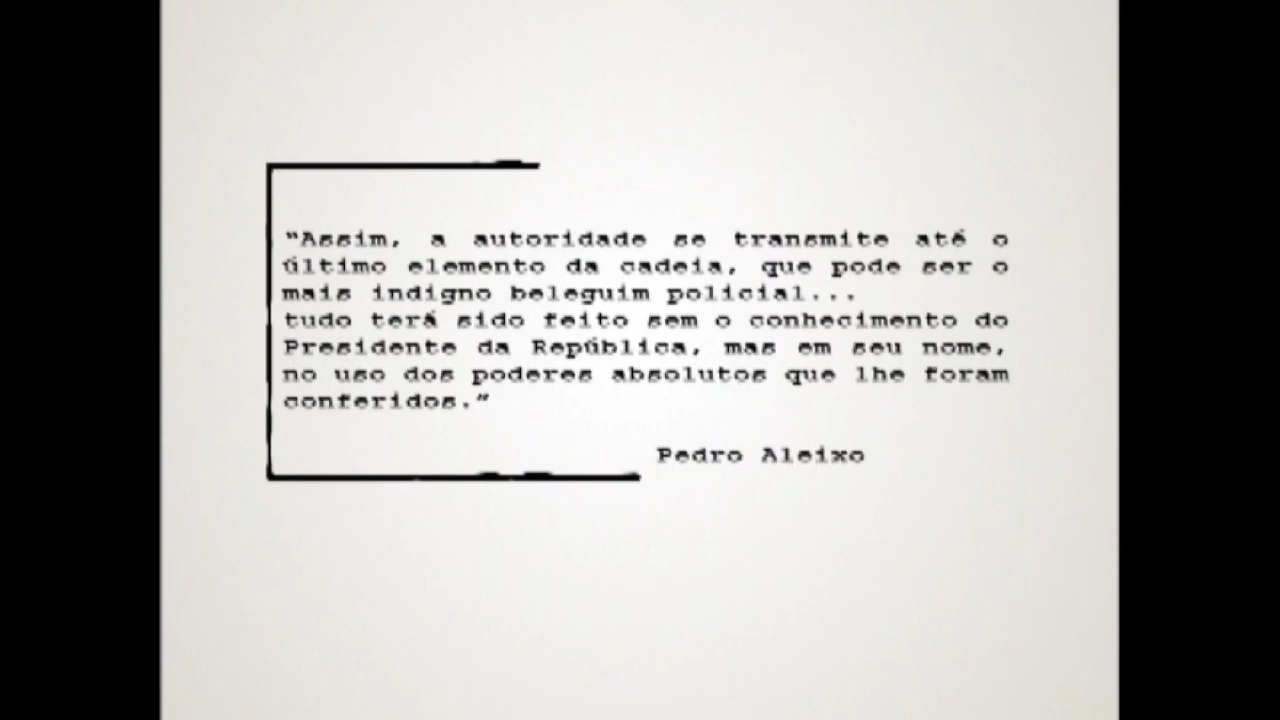 “Assim, a autoridade se transmite até o
último elemento da cadeia, que pode ser o
mais indigno beleguim policial...
tudo terá sido feito sem o conhecimento do
Presidente da República, mas em seu nome,
no uso dos poderes absolutos que lhe foram
conferidos.”
Pedro Aleixo